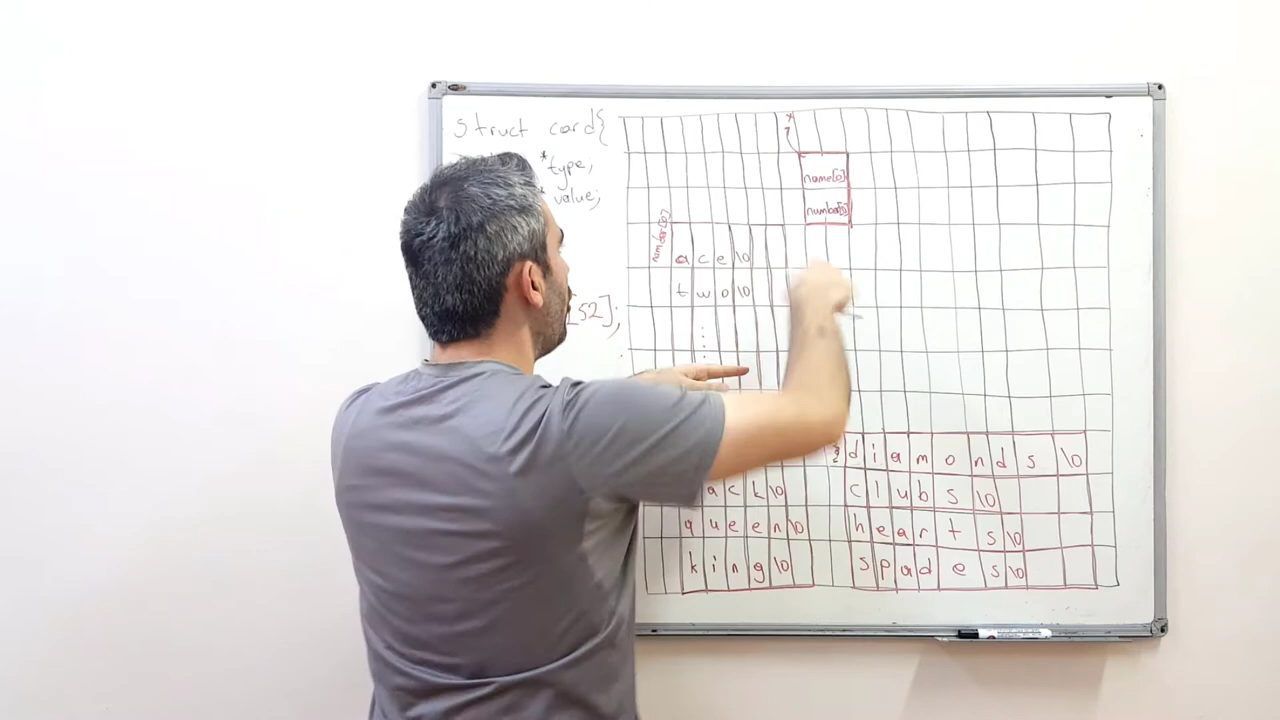 struct card{
*type;
* value;
[52];
*
name[0]
number[0]
number[0]
ace\0
two\0
diamonds\0
ack\0
clubs\0
queen\0
hearts\0
king\0
spades\0